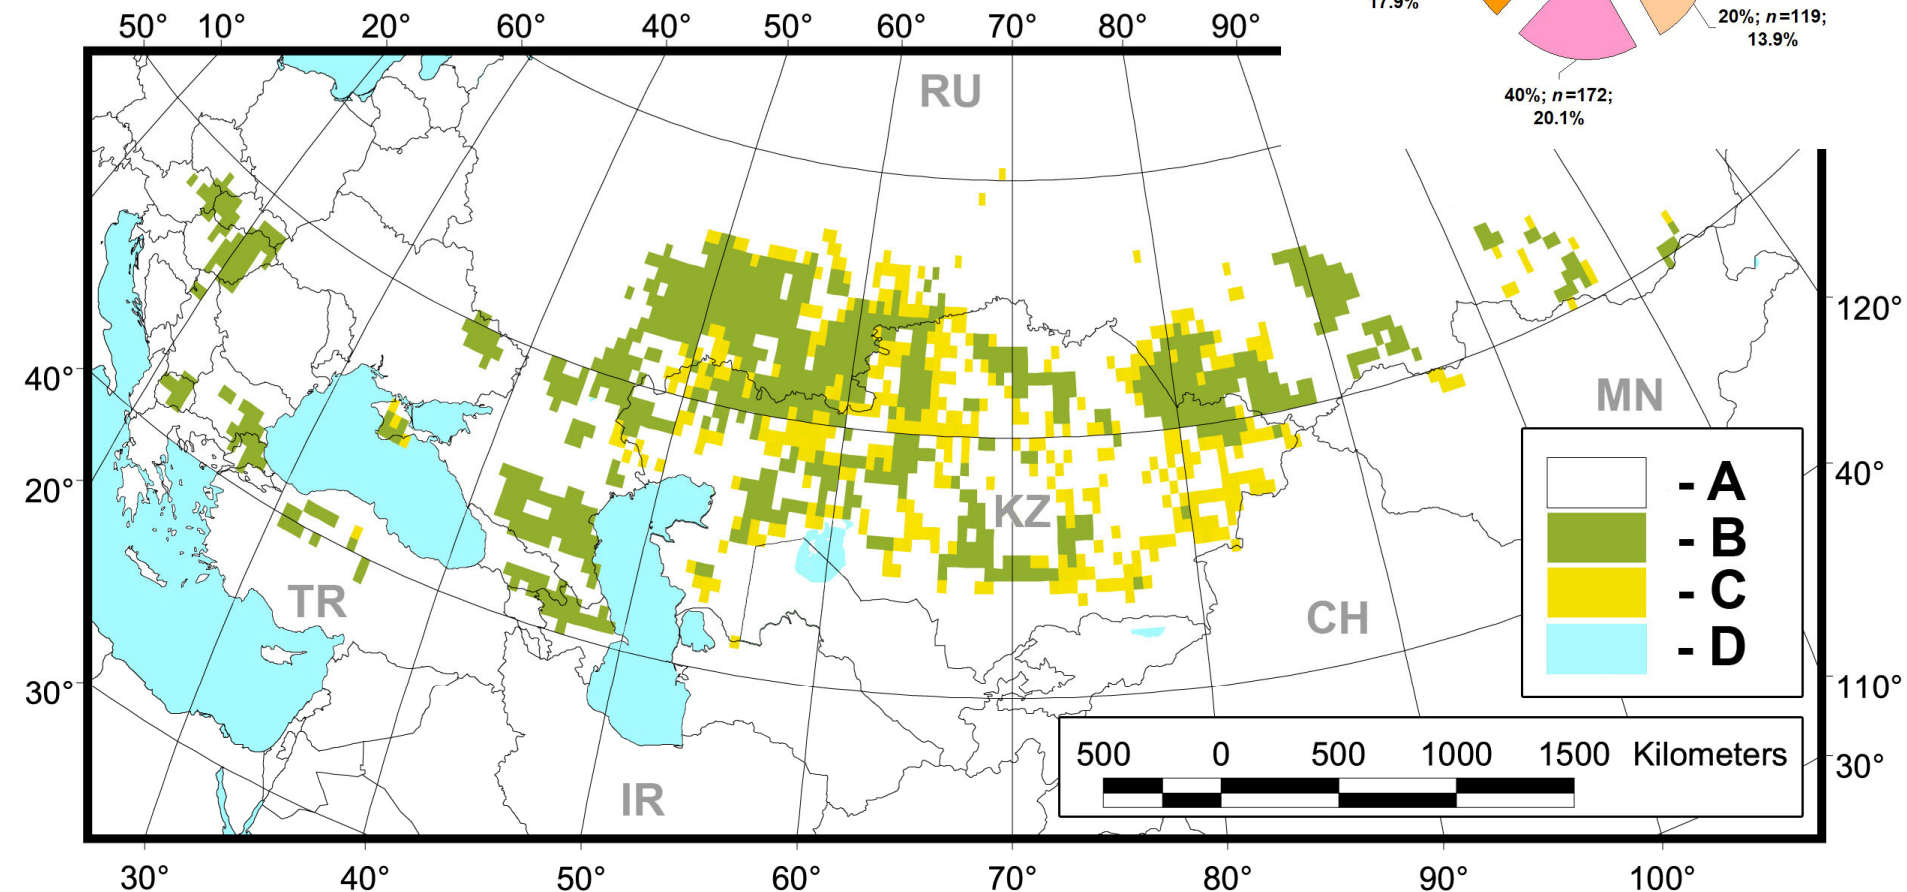 17.9%
20%; n=119;
13.9%
40%; n=172;
20.1%
50° 10° 20° 60° 40° 50° 60° 70° 80° 90°
RU
120°
40°
MN
- A
40°
20°
- B
KZ
- C
TR
CH
- D
30°
110°
500 0 500 1000 1500 Kilometers
30°
IR
30° 40° 50° 60° 70° 80° 90° 100°